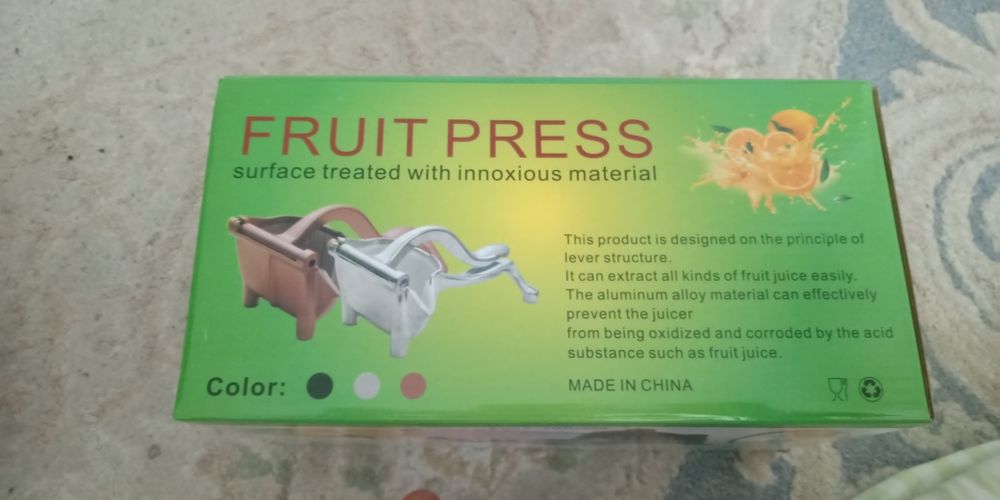 FRUIT PRESS
surface treated with innoxious material
This product is designed on the principle of
lever structure.
It can extract all kinds of fruit juice easily.
The aluminum alloy material can effectively
prevent the juicer
from being oxidized and corroded by the acid
substance such as fruit juice.
Color:
MADE IN CHINA